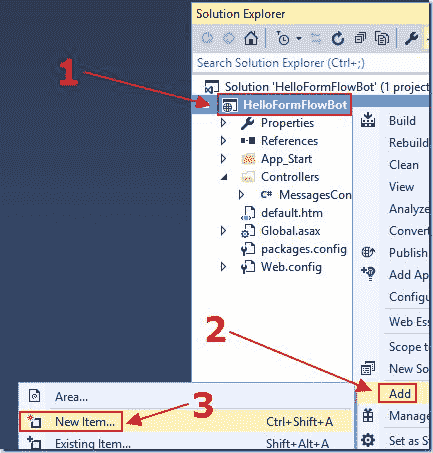 Solution Explorer
Search Solution Explorer (Ctrl+;)
1
Solution 'HelloFormFlowBot' (1 project
HelloFormFlowBot
Properties
References
App_Start
Controllers
C# MessagesCon
default.htm
Global.asax
packages.config
Web.config
Build
Rebuild
Clean
View
Analyze
Convert
Publish
Add Ap
Configu
Web Ess
Scope t
New So
2
Add
Manage
Set as S
Area...
3
New Item... Ctrl+Shift+A
Existing Item... Shift+Alt+A